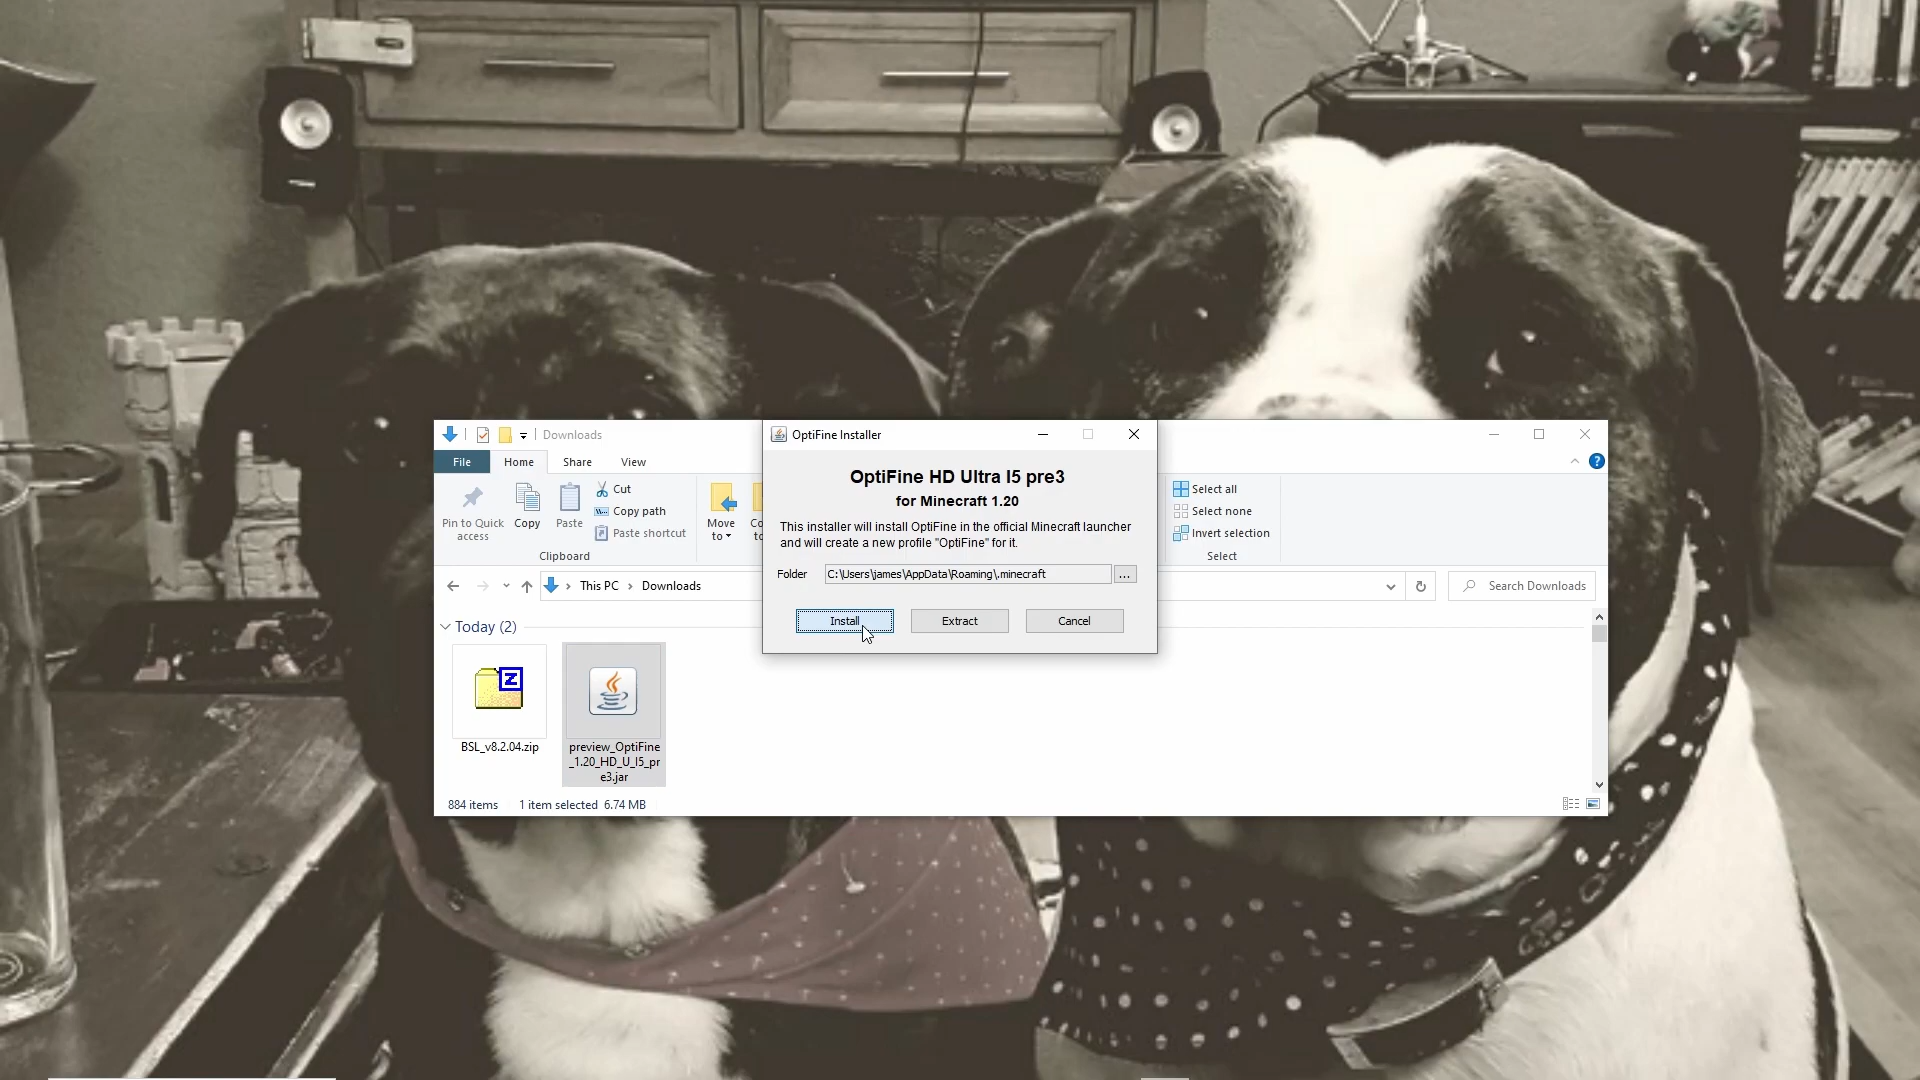 Downloads
File
Home
Share
View
Pin to Quick
access
Copy
Paste
Cut
Copy path
Paste shortcut
Clipboard
Move
to
Co
to
OptiFine Installer
OptiFine HD Ultra I5 pre3
for Minecraft 1.20
This installer will install OptiFine in the official Minecraft launcher
and will create a new profile "OptiFine" for it.
Folder
C:\Users\james\AppData\Roaming\.minecraft
...
Install
Extract
Cancel
Select all
Select none
Invert selection
Select
?
This PC
Downloads
Search Downloads
Today (2)
Z
BSL_v8.2.04.zip
preview_OptiFine
_1.20_HD_U_I5_pr
e3.jar
884 items
1 item selected 6.74 MB